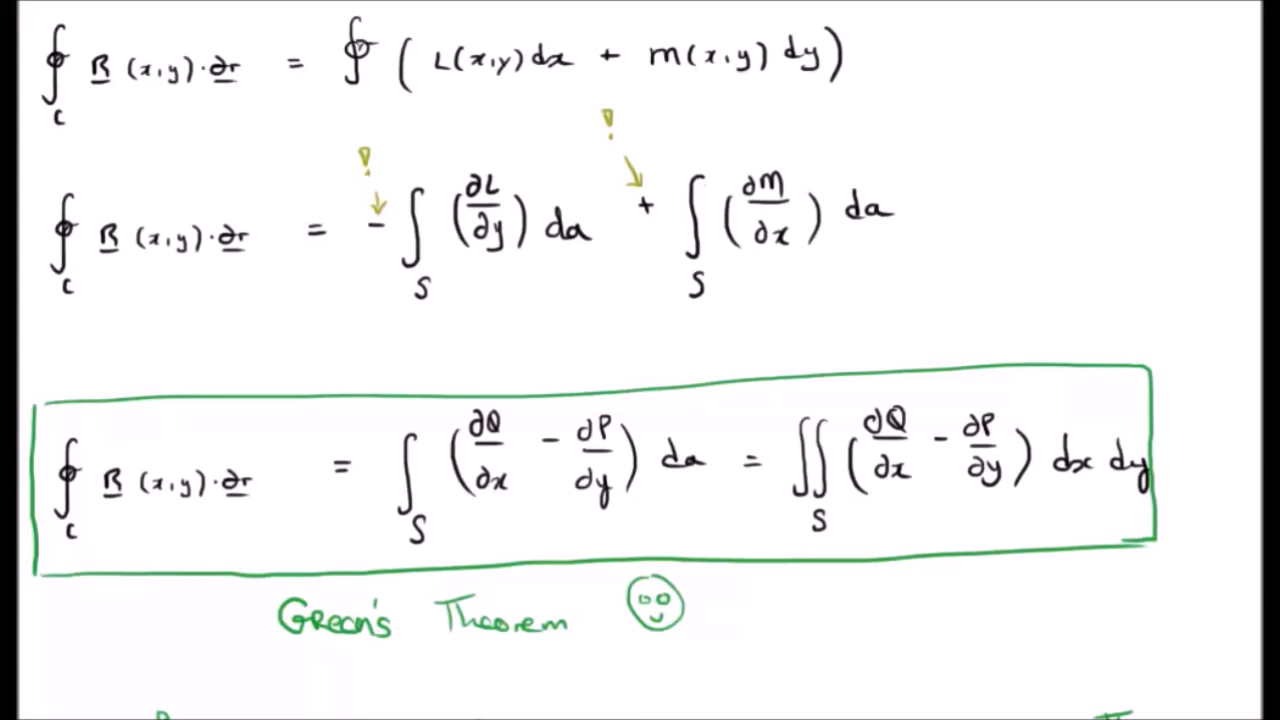 ∮_C R̲ (x,y)·∂r̲ = ∮ ( L(x,y) dx + M(x,y) dy )
! !
∮_C R̲ (x,y)·∂r̲ = - ∫_S (∂L/∂y) da + ∫_S (∂M/∂x) da
∮_C R̲ (x,y)·∂r̲ = ∫_S (∂Q/∂x - ∂P/∂y) da = ∬_S (∂Q/∂x - ∂P/∂y) dx dy
Green's Theorem